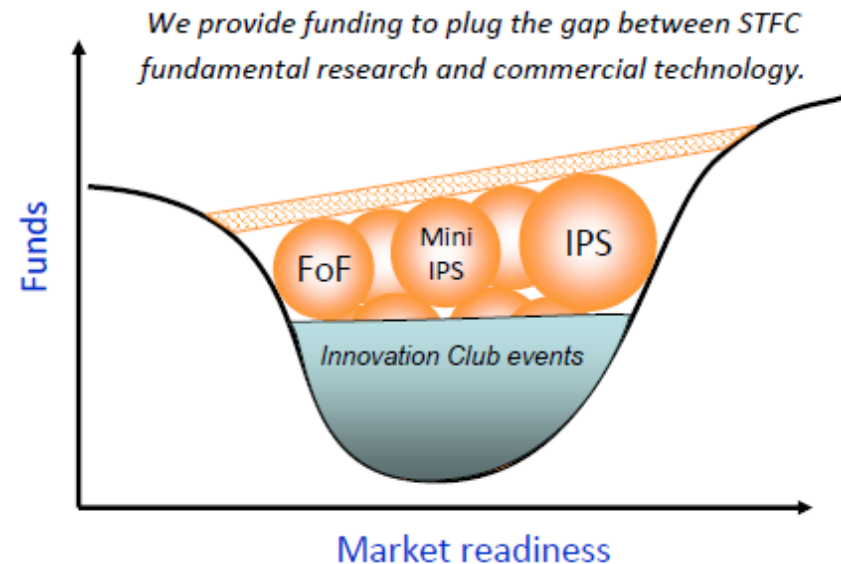 We provide funding to plug the gap between STFC
fundamental research and commercial technology.
Funds
FoF
Mini
IPS
IPS
Innovation Club events
Market readiness